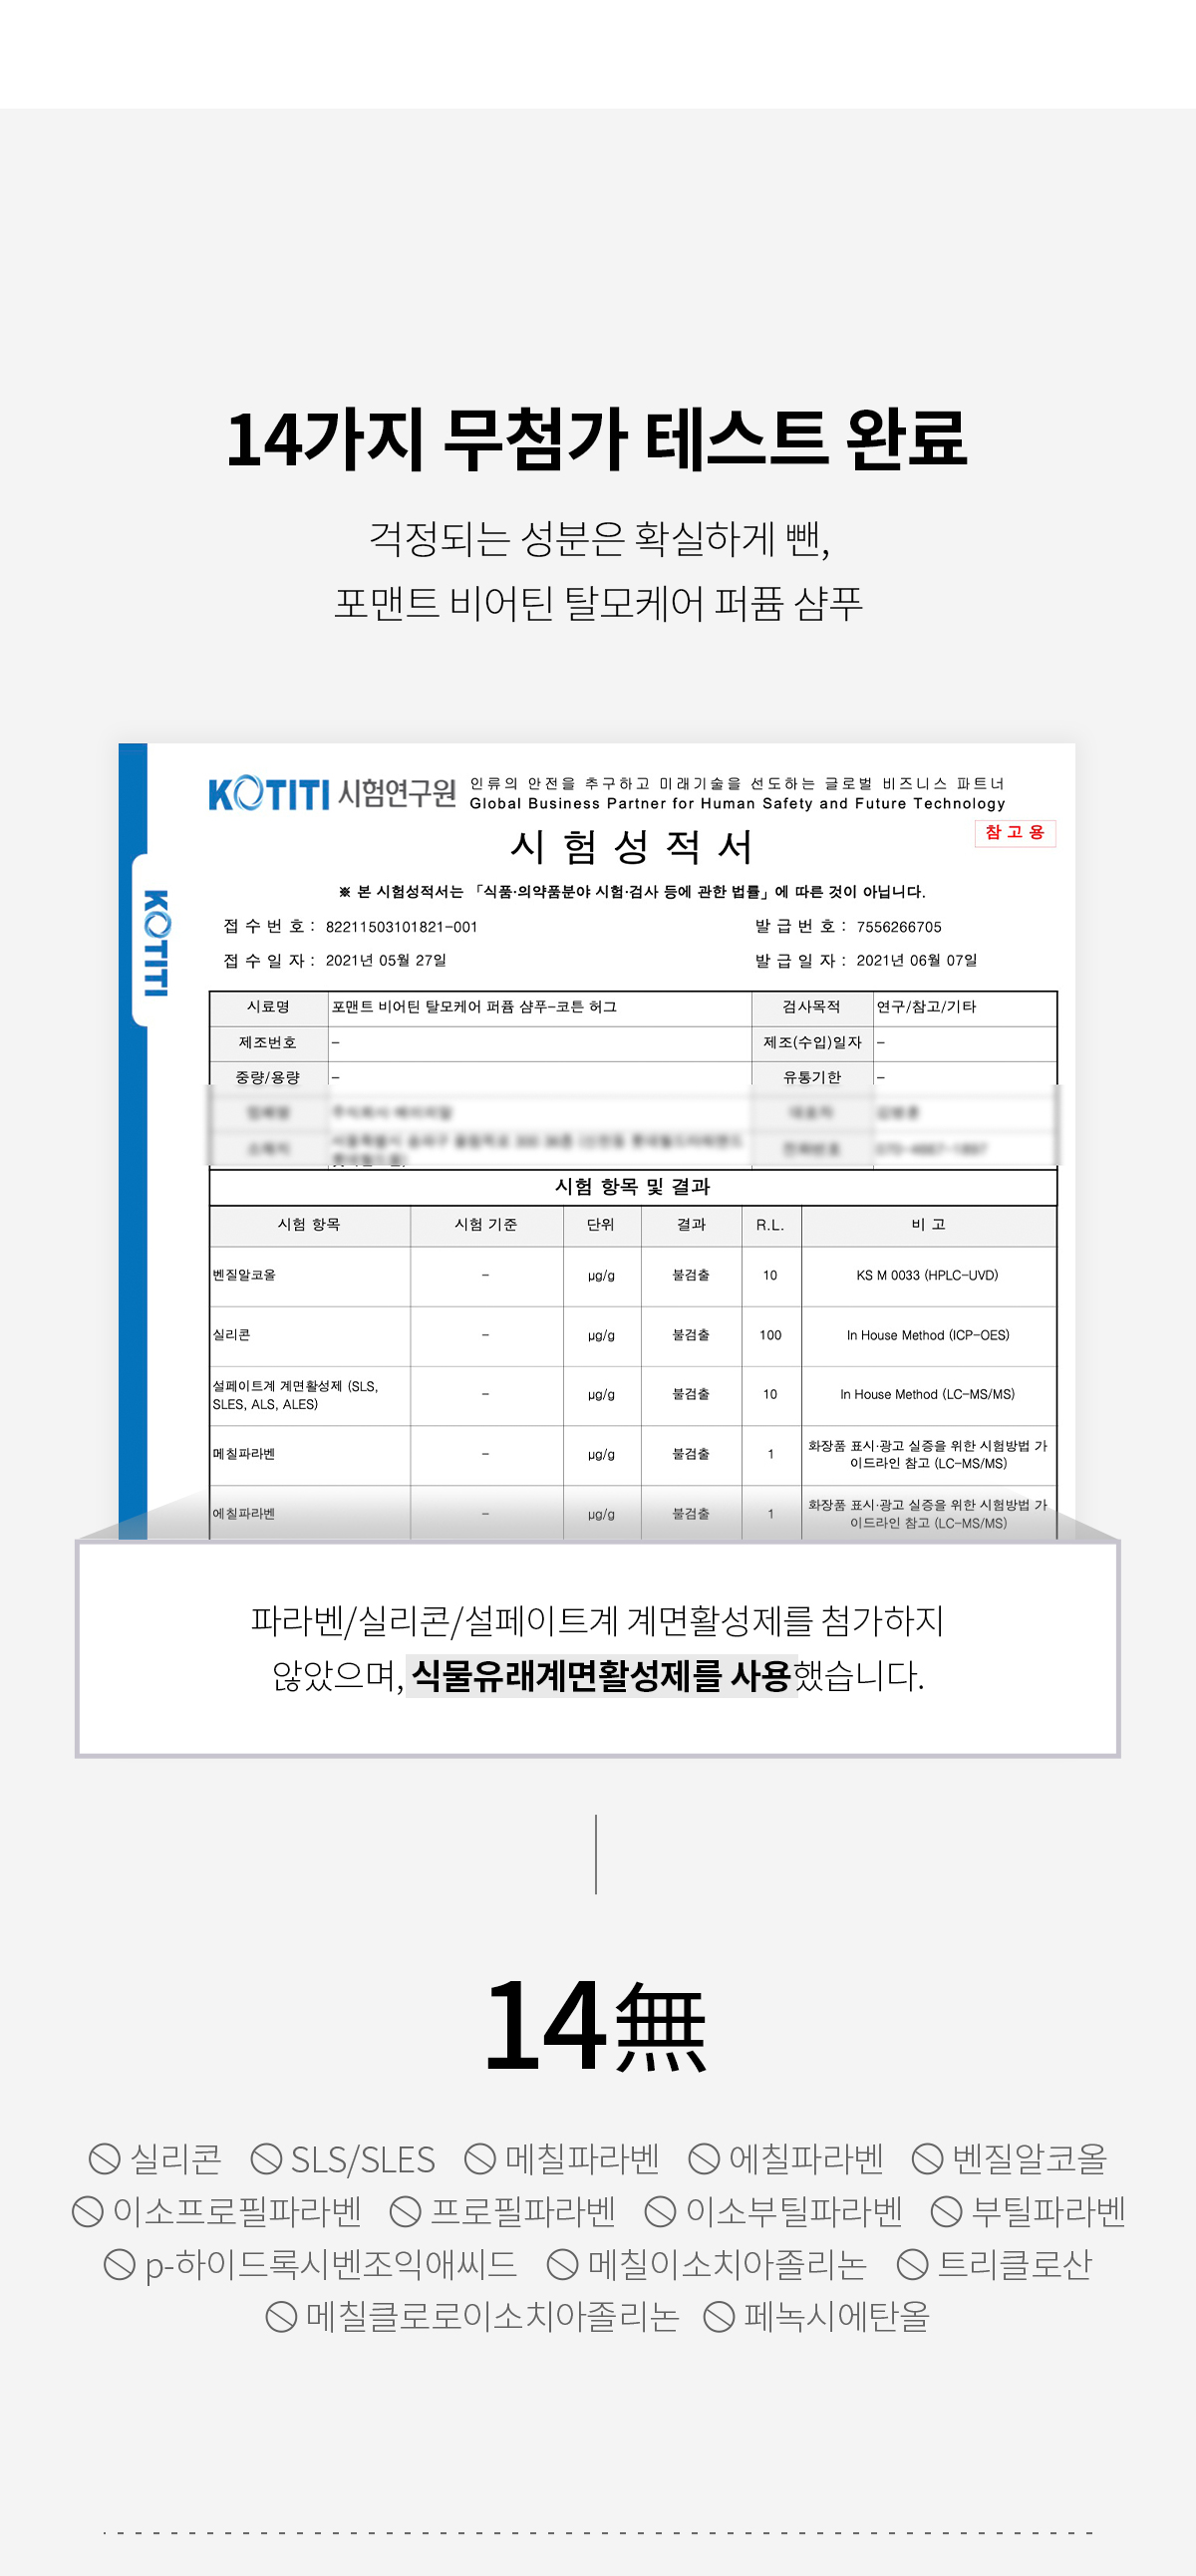 14가지 무첨가 테스트 완료
걱정되는 성분은 확실하게 뺀,
포맨트 비어틴 탈모케어 퍼퓸 샴푸
KOTITI 시험연구원 인류의 안전을 추구하고 미래기술을 선도하는 글로벌 비즈니스 파트너
Global Business Partner for Human Safety and Future Technology
시 험 성 적 서
참 고 용
※ 본 시험성적서는 「식품·의약품분야 시험·검사 등에 관한 법률」에 따른 것이 아닙니다.
KOTITI
접 수 번 호 : 82211503101821-001 발 급 번 호 : 7556266705
접 수 일 자 : 2021년 05월 27일 발 급 일 자 : 2021년 06월 07일
시료명 포맨트 비어틴 탈모케어 퍼퓸 샴푸-코튼 허그 검사목적 연구/참고/기타
제조번호 - 제조(수입)일자 -
중량/용량 - 유통기한 -
시험 항목 및 결과
시험 항목 시험 기준 단위 결과 R.L. 비 고
벤질알코올 - μg/g 불검출 10 KS M 0033 (HPLC-UVD)
실리콘 - μg/g 불검출 100 In House Method (ICP-OES)
설페이트계 계면활성제 (SLS,
SLES, ALS, ALES) - μg/g 불검출 10 In House Method (LC-MS/MS)
메칠파라벤 - μg/g 불검출 1 화장품 표시·광고 실증을 위한 시험방법 가
이드라인 참고 (LC-MS/MS)
에칠파라벤 - μg/g 불검출 1 화장품 표시·광고 실증을 위한 시험방법 가
이드라인 참고 (LC-MS/MS)
파라벤/실리콘/설페이트계 계면활성제를 첨가하지
않았으며, 식물유래계면활성제를 사용했습니다.
14無
실리콘 SLS/SLES 메칠파라벤 에칠파라벤 벤질알코올
이소프로필파라벤 프로필파라벤 이소부틸파라벤 부틸파라벤
p-하이드록시벤조익애씨드 메칠이소치아졸리논 트리클로산
메칠클로로이소치아졸리논 페녹시에탄올